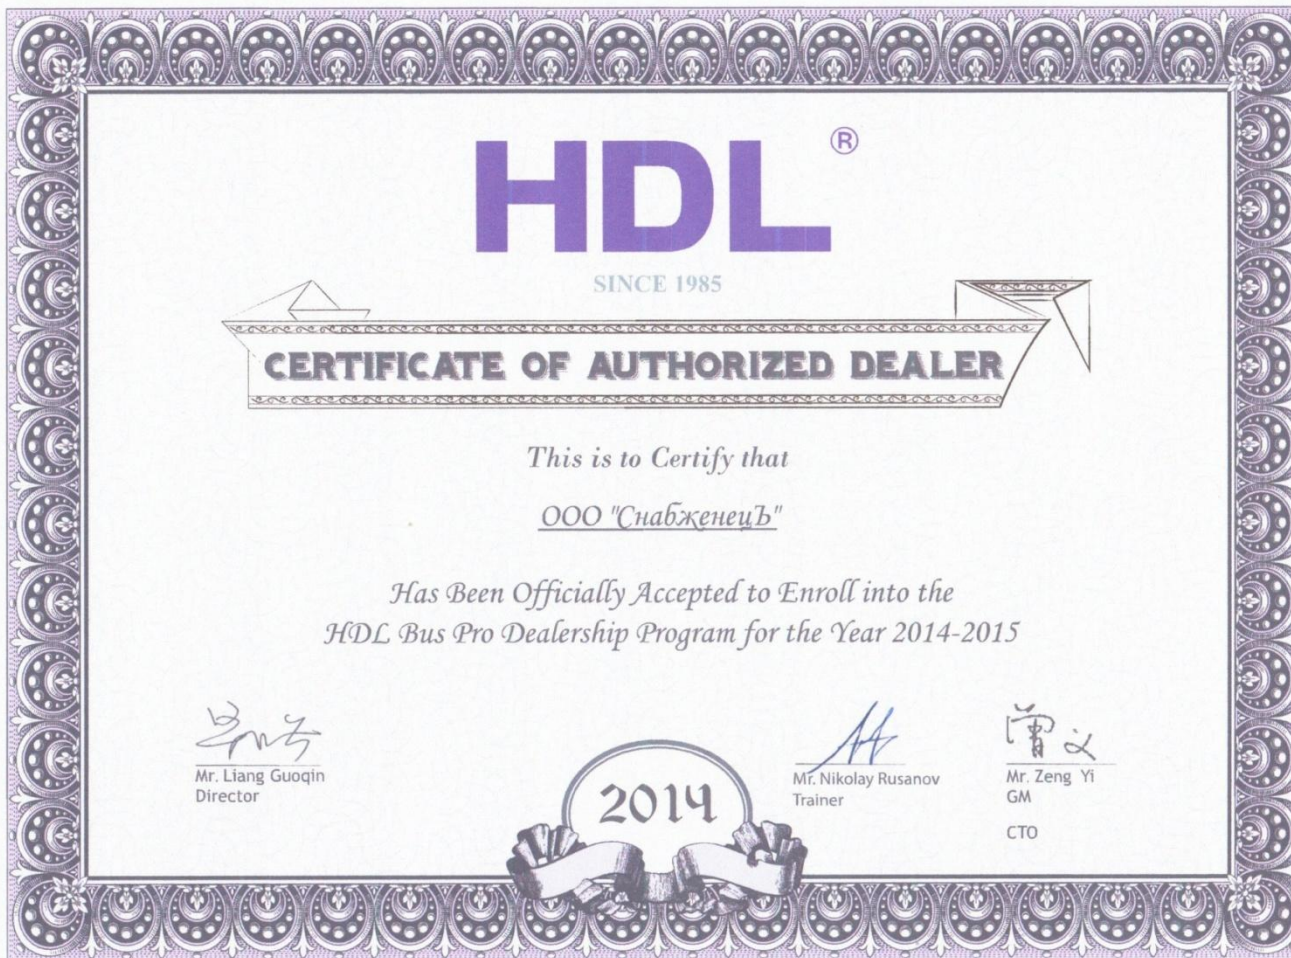 HDL®
SINCE 1985
CERTIFICATE OF AUTHORIZED DEALER
This is to Certify that
ООО "СнабженецЪ"
Has Been Officially Accepted to Enroll into the
HDL Bus Pro Dealership Program for the Year 2014-2015
Mr. Liang Guoqin
Director
2014
Mr. Nikolay Rusanov
Trainer
Mr. Zeng Yi
GM
CTO